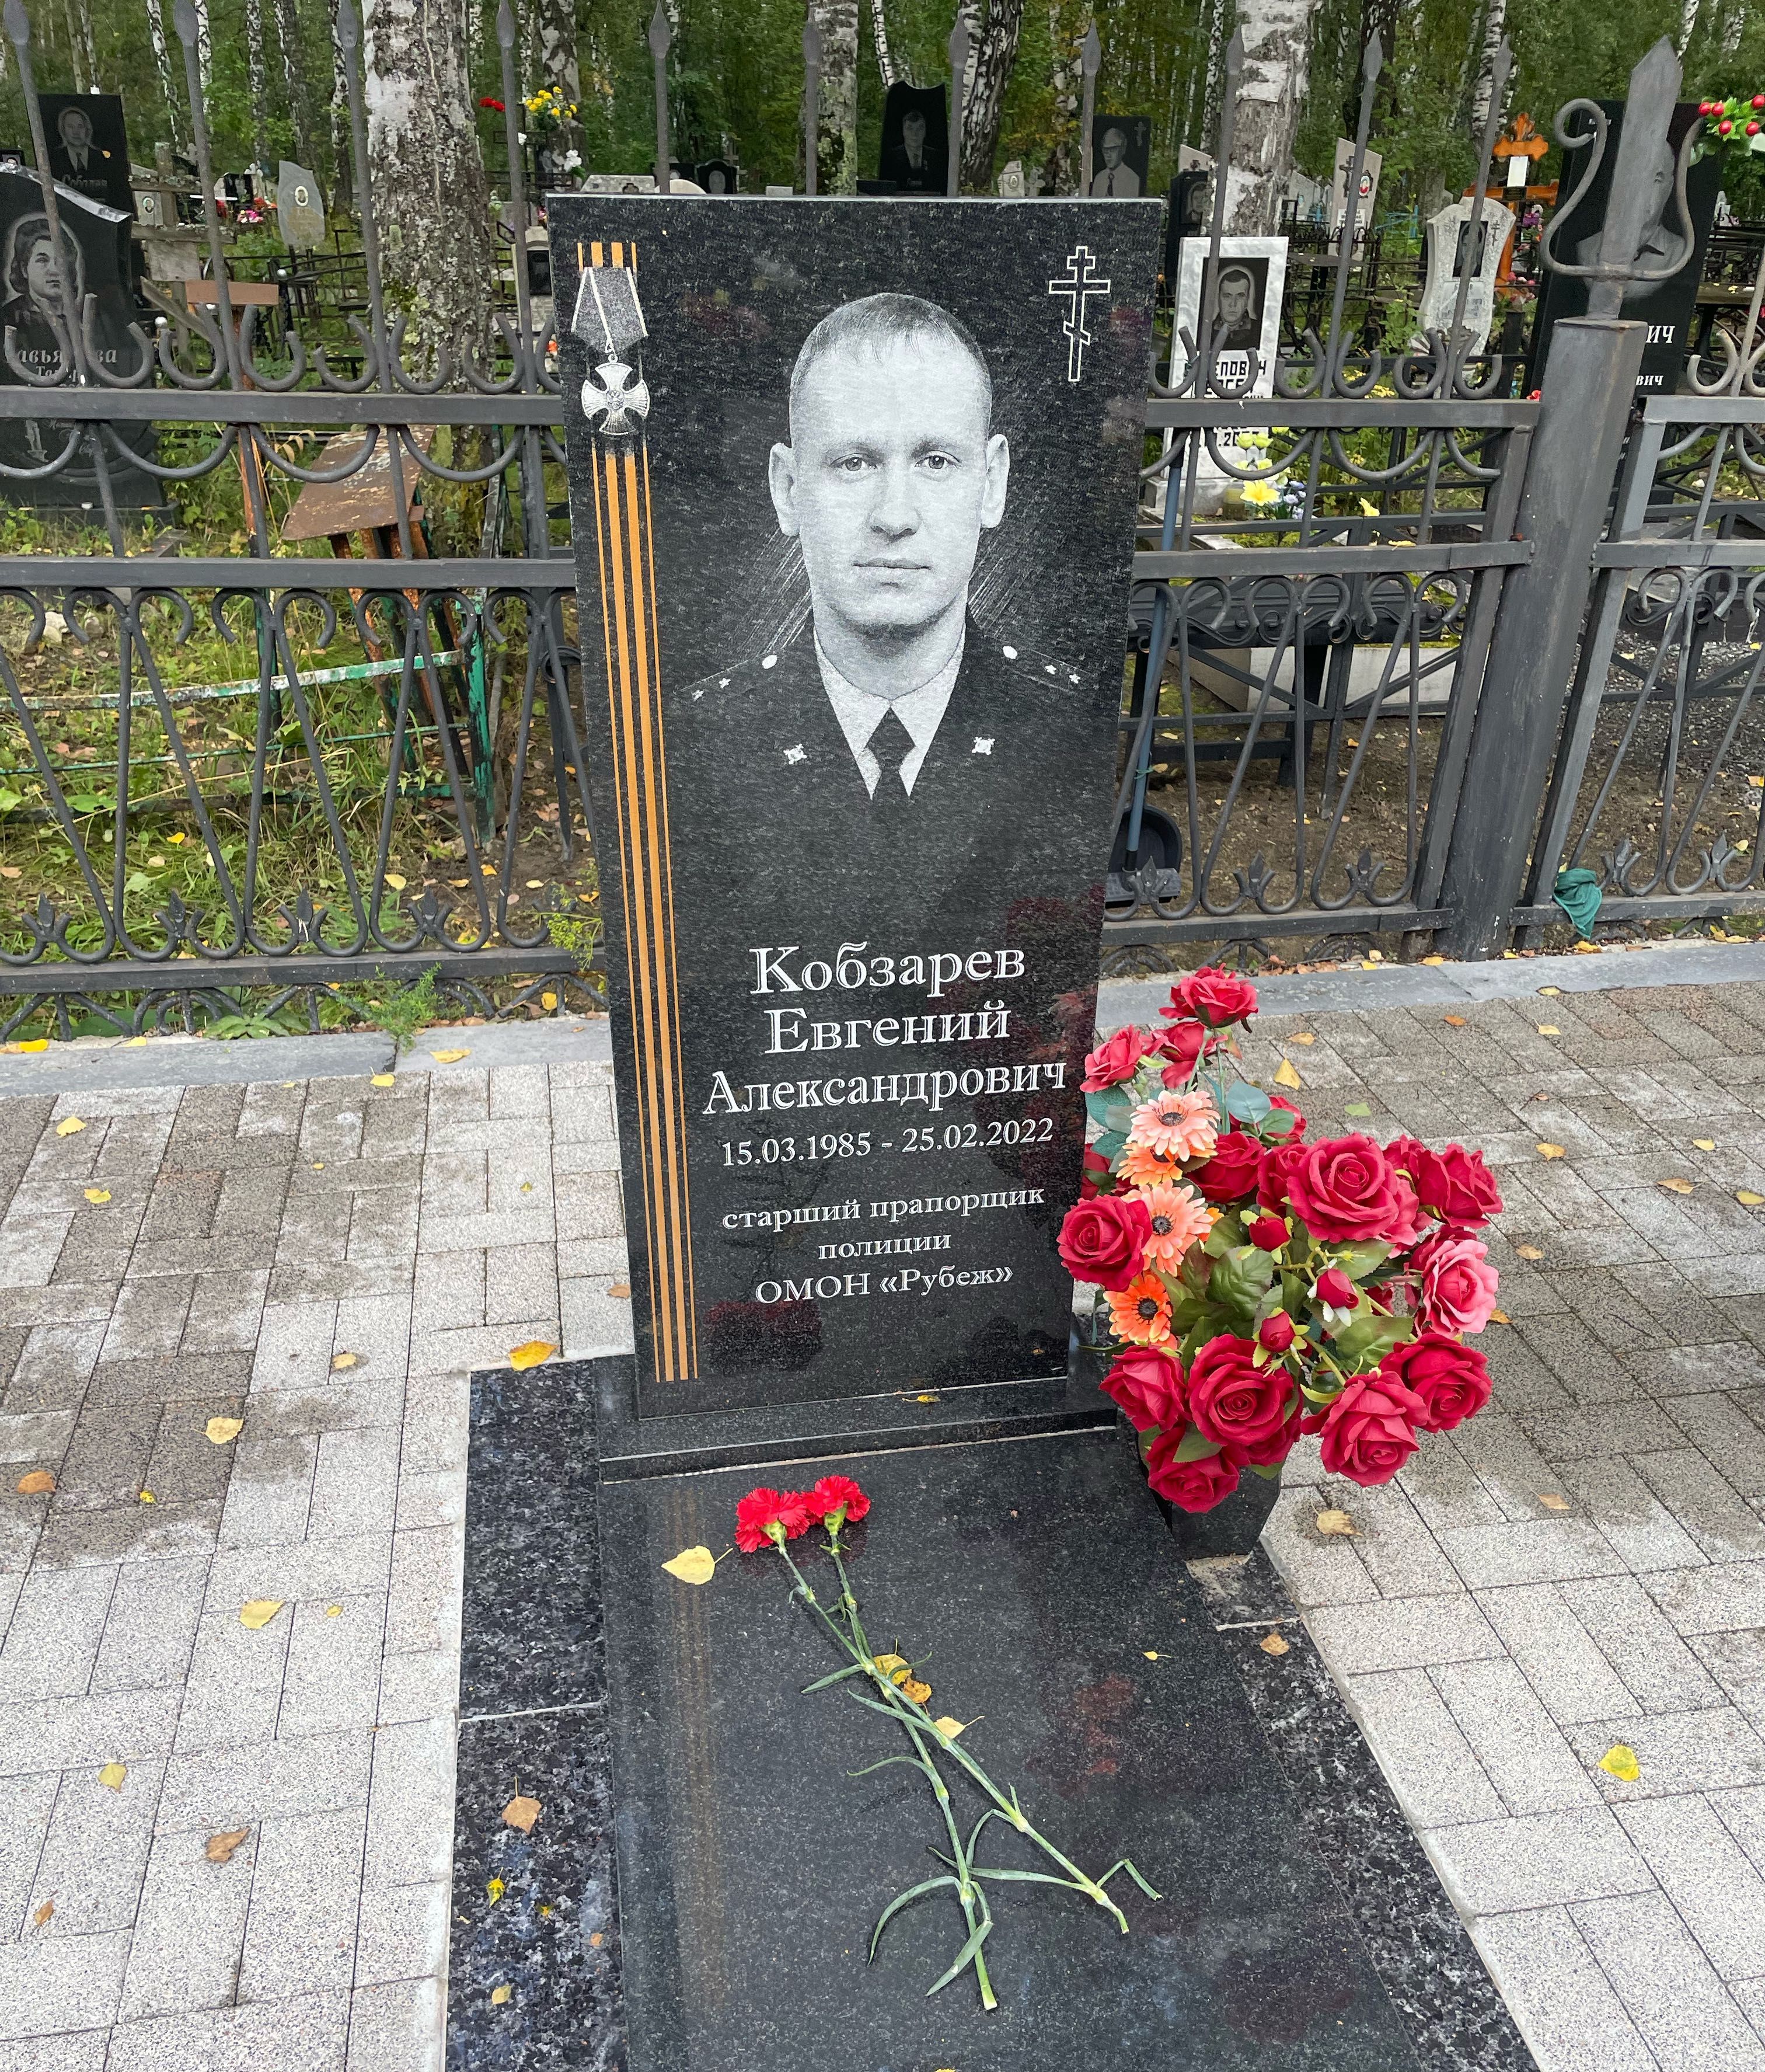 Кобзарев
Евгений
Александрович
15.03.1985 - 25.02.2022
старший прапорщик
полиции
ОМОН «Рубеж»